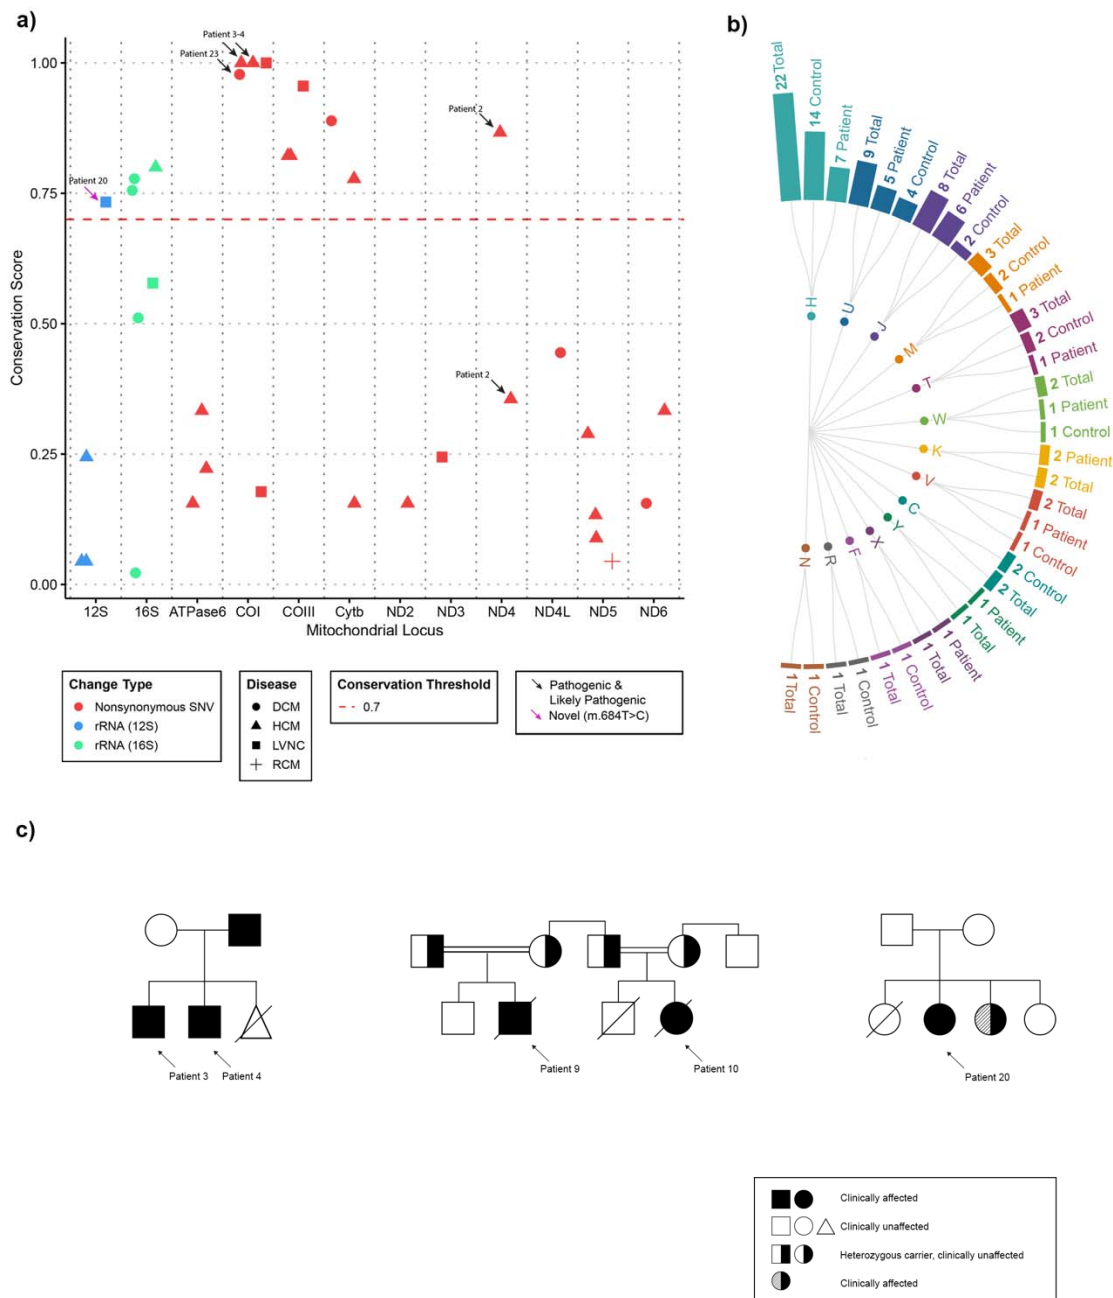 a)
Patient 3-4
Patient 23
Patient 2
Patient 20
Patient 2
1.00
0.75
0.50
0.25
0.00
Conservation Score
12S 16S ATPase6 COI COIII Cytb ND2 ND3 ND4 ND4L ND5 ND6
Mitochondrial Locus
Change Type
Nonsynonymous SNV
rRNA (12S)
rRNA (16S)
Disease
DCM
HCM
LVNC
RCM
Conservation Threshold
0.7
Pathogenic &
Likely Pathogenic
Novel (m.684T>C)
b)
22 Total
14 Control
7 Patient
9 Total
5 Patient
4 Control
8 Total
6 Patient
2 Control
3 Total
2 Control
1 Patient
3 Total
2 Control
1 Patient
2 Total
1 Patient
1 Control
2 Patient
2 Total
2 Total
1 Patient
1 Control
2 Control
2 Total
1 Patient
1 Total
1 Patient
1 Total
1 Control
1 Total
1 Control
1 Total
1 Control
1 Total
H
U
J
M
T
W
K
V
C
Y
X
F
R
N
c)
Patient 3
Patient 4
Patient 9
Patient 10
Patient 20
Clinically affected
Clinically unaffected
Heterozygous carrier, clinically unaffected
Clinically affected